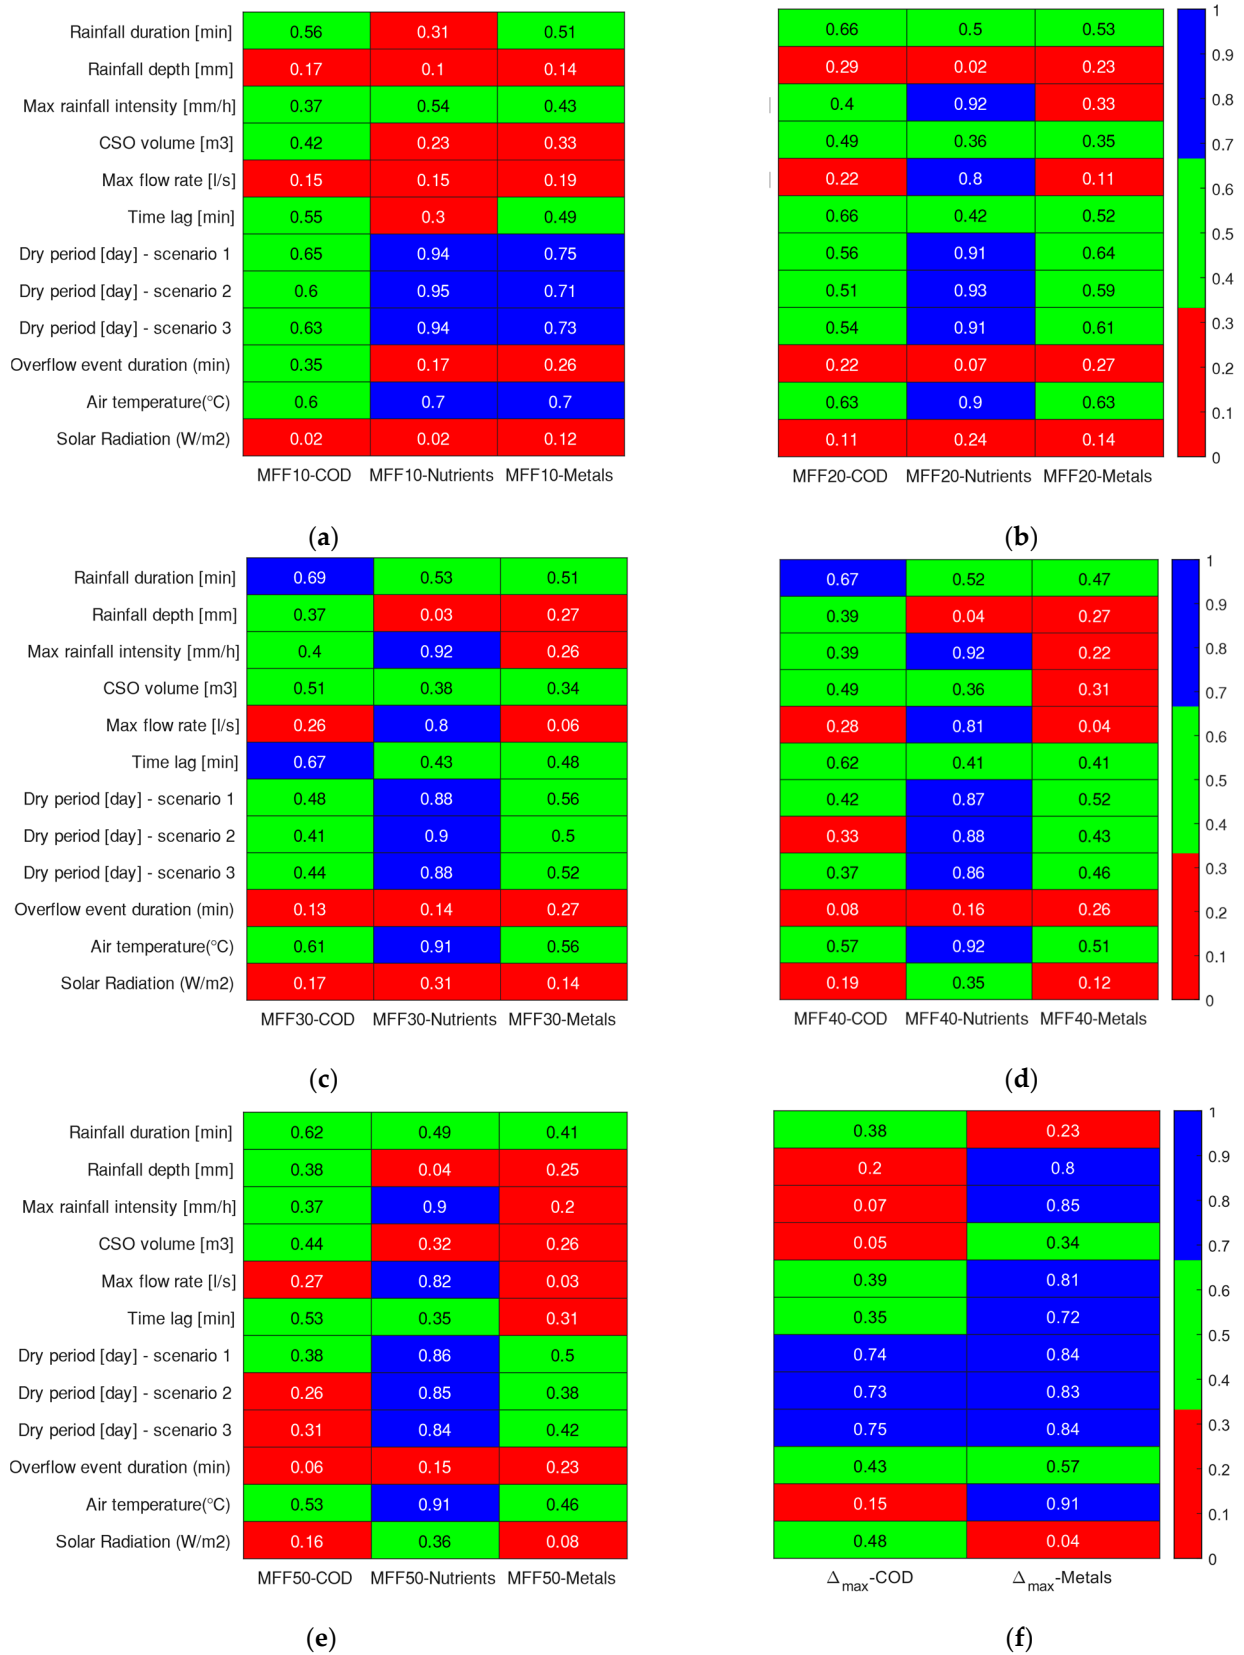 Rainfall duration [min] 0.56 0.31 0.51
Rainfall depth [mm] 0.17 0.1 0.14
Max rainfall intensity [mm/h] 0.37 0.54 0.43
CSO volume [m3] 0.42 0.23 0.33
Max flow rate [l/s] 0.15 0.15 0.19
Time lag [min] 0.55 0.3 0.49
Dry period [day] - scenario 1 0.65 0.94 0.75
Dry period [day] - scenario 2 0.6 0.95 0.71
Dry period [day] - scenario 3 0.63 0.94 0.73
Overflow event duration (min) 0.35 0.17 0.26
Air temperature(°C) 0.6 0.7 0.7
Solar Radiation (W/m2) 0.02 0.02 0.12
MFF10-COD MFF10-Nutrients MFF10-Metals
(a)
0.66 0.5 0.53
0.29 0.02 0.23
0.4 0.92 0.33
0.49 0.36 0.35
0.22 0.8 0.11
0.66 0.42 0.52
0.56 0.91 0.64
0.51 0.93 0.59
0.54 0.91 0.61
0.22 0.07 0.27
0.63 0.9 0.63
0.11 0.24 0.14
MFF20-COD MFF20-Nutrients MFF20-Metals
1
0.9
0.8
0.7
0.6
0.5
0.4
0.3
0.2
0.1
0
(b)
Rainfall duration [min] 0.69 0.53 0.51
Rainfall depth [mm] 0.37 0.03 0.27
Max rainfall intensity [mm/h] 0.4 0.92 0.26
CSO volume [m3] 0.51 0.38 0.34
Max flow rate [l/s] 0.26 0.8 0.06
Time lag [min] 0.67 0.43 0.48
Dry period [day] - scenario 1 0.48 0.88 0.56
Dry period [day] - scenario 2 0.41 0.9 0.5
Dry period [day] - scenario 3 0.44 0.88 0.52
Overflow event duration (min) 0.13 0.14 0.27
Air temperature(°C) 0.61 0.91 0.56
Solar Radiation (W/m2) 0.17 0.31 0.14
MFF30-COD MFF30-Nutrients MFF30-Metals
(c)
0.67 0.52 0.47
0.39 0.04 0.27
0.39 0.92 0.22
0.49 0.36 0.31
0.28 0.81 0.04
0.62 0.41 0.41
0.42 0.87 0.52
0.33 0.88 0.43
0.37 0.86 0.46
0.08 0.16 0.26
0.57 0.92 0.51
0.19 0.35 0.12
MFF40-COD MFF40-Nutrients MFF40-Metals
1
0.9
0.8
0.7
0.6
0.5
0.4
0.3
0.2
0.1
0
(d)
Rainfall duration [min] 0.62 0.49 0.41
Rainfall depth [mm] 0.38 0.04 0.25
Max rainfall intensity [mm/h] 0.37 0.9 0.2
CSO volume [m3] 0.44 0.32 0.26
Max flow rate [l/s] 0.27 0.82 0.03
Time lag [min] 0.53 0.35 0.31
Dry period [day] - scenario 1 0.38 0.86 0.5
Dry period [day] - scenario 2 0.26 0.85 0.38
Dry period [day] - scenario 3 0.31 0.84 0.42
Overflow event duration (min) 0.06 0.15 0.23
Air temperature(°C) 0.53 0.91 0.46
Solar Radiation (W/m2) 0.16 0.36 0.08
MFF50-COD MFF50-Nutrients MFF50-Metals
(e)
0.38 0.23
0.2 0.8
0.07 0.85
0.05 0.34
0.39 0.81
0.35 0.72
0.74 0.84
0.73 0.83
0.75 0.84
0.43 0.57
0.15 0.91
0.48 0.04
Δmax-COD Δmax-Metals
1
0.9
0.8
0.7
0.6
0.5
0.4
0.3
0.2
0.1
0
(f)